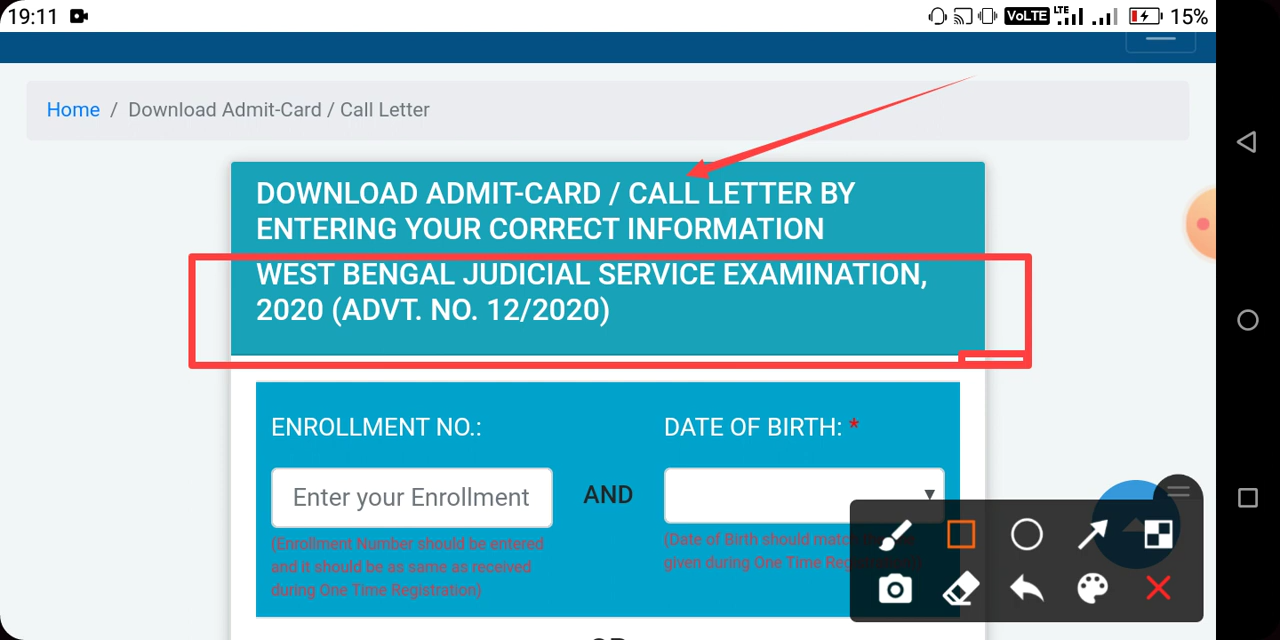 19:11
VoLTE LTE 15%
Home / Download Admit-Card / Call Letter
DOWNLOAD ADMIT-CARD / CALL LETTER BY
ENTERING YOUR CORRECT INFORMATION
WEST BENGAL JUDICIAL SERVICE EXAMINATION,
2020 (ADVT. NO. 12/2020)
ENROLLMENT NO.:
Enter your Enrollment
(Enrollment Number should be entered
and it should be as same as received
during One Time Registration)
AND
DATE OF BIRTH: *
(Date of Birth should match
given during One Time Registration)
OR